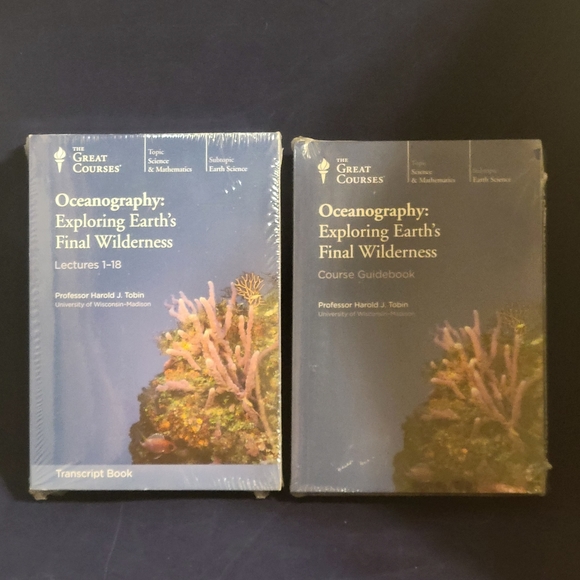 THE
GREAT
COURSES®
Topic
Science
& Mathematics
Subtopic
Earth Science
Oceanography:
Exploring Earth's
Final Wilderness
Lectures 1–18
Professor Harold J. Tobin
University of Wisconsin–Madison
Transcript Book
THE
GREAT
COURSES®
Topic
Science
& Mathematics
Subtopic
Earth Science
Oceanography:
Exploring Earth's
Final Wilderness
Course Guidebook
Professor Harold J. Tobin
University of Wisconsin–Madison